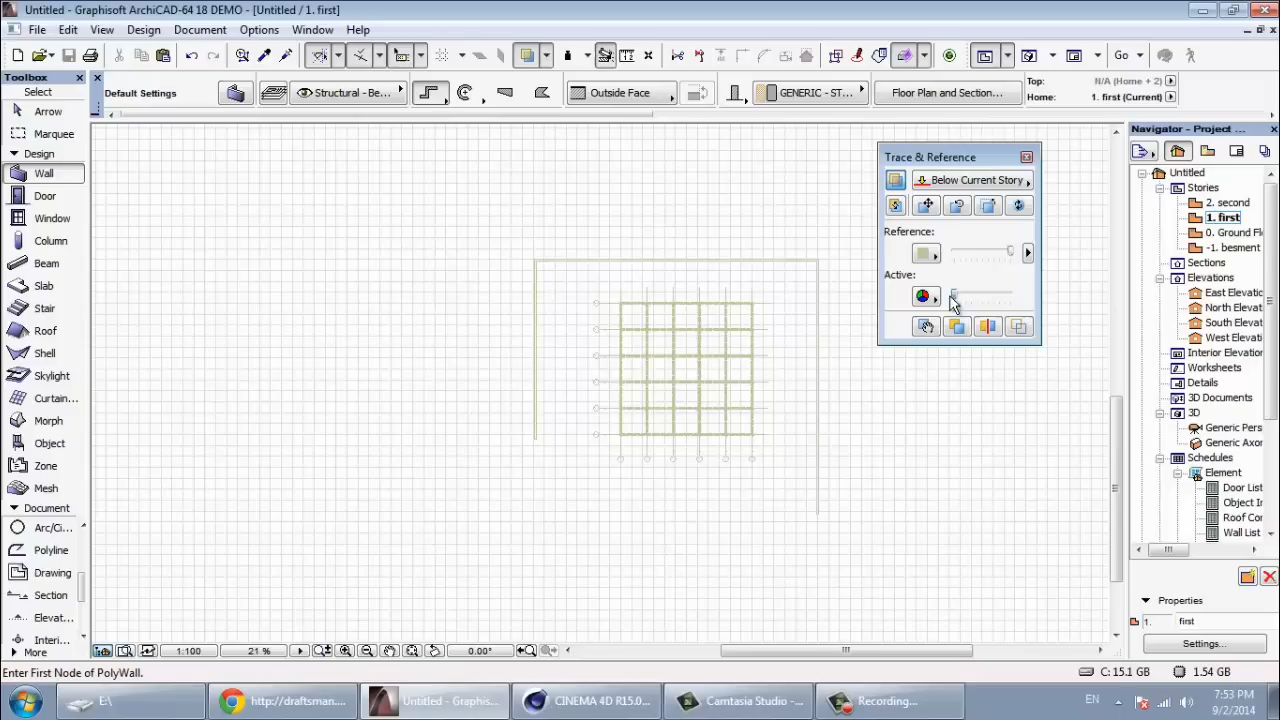 Untitled - Graphisoft ArchiCAD-64 18 DEMO - [Untitled / 1. first]
File Edit View Design Document Options Window Help
Go
Toolbox
Select
Arrow
Marquee
Design
Wall
Door
Window
Column
Beam
Slab
Stair
Roof
Shell
Skylight
Curtain...
Morph
Object
Zone
Mesh
Document
Arc/Ci...
Polyline
Drawing
Section
Elevat...
Interi...
More
Default Settings
Structural - Be...
Outside Face
GENERIC - ST...
Floor Plan and Section...
Top: N/A (Home + 2)
Home: 1. first (Current)
Trace & Reference
Below Current Story
Reference:
Active:
Navigator - Project ...
Untitled
Stories
2. second
1. first
0. Ground Fl
-1. besment
Sections
Elevations
East Elevatio
North Elevat
South Elevat
West Elevati
Interior Elevation
Worksheets
Details
3D Documents
3D
Generic Pers
Generic Axon
Schedules
Element
Door List
Object In
Roof Con
Wall List
Properties
1. first
Settings...
1:100
21 %
0.00°
Enter First Node of PolyWall.
C: 15.1 GB
1.54 GB
E:\
http://draftsman....
Untitled - Graphis...
CINEMA 4D R15.0...
Camtasia Studio -...
Recording...
EN
7:53 PM
9/2/2014